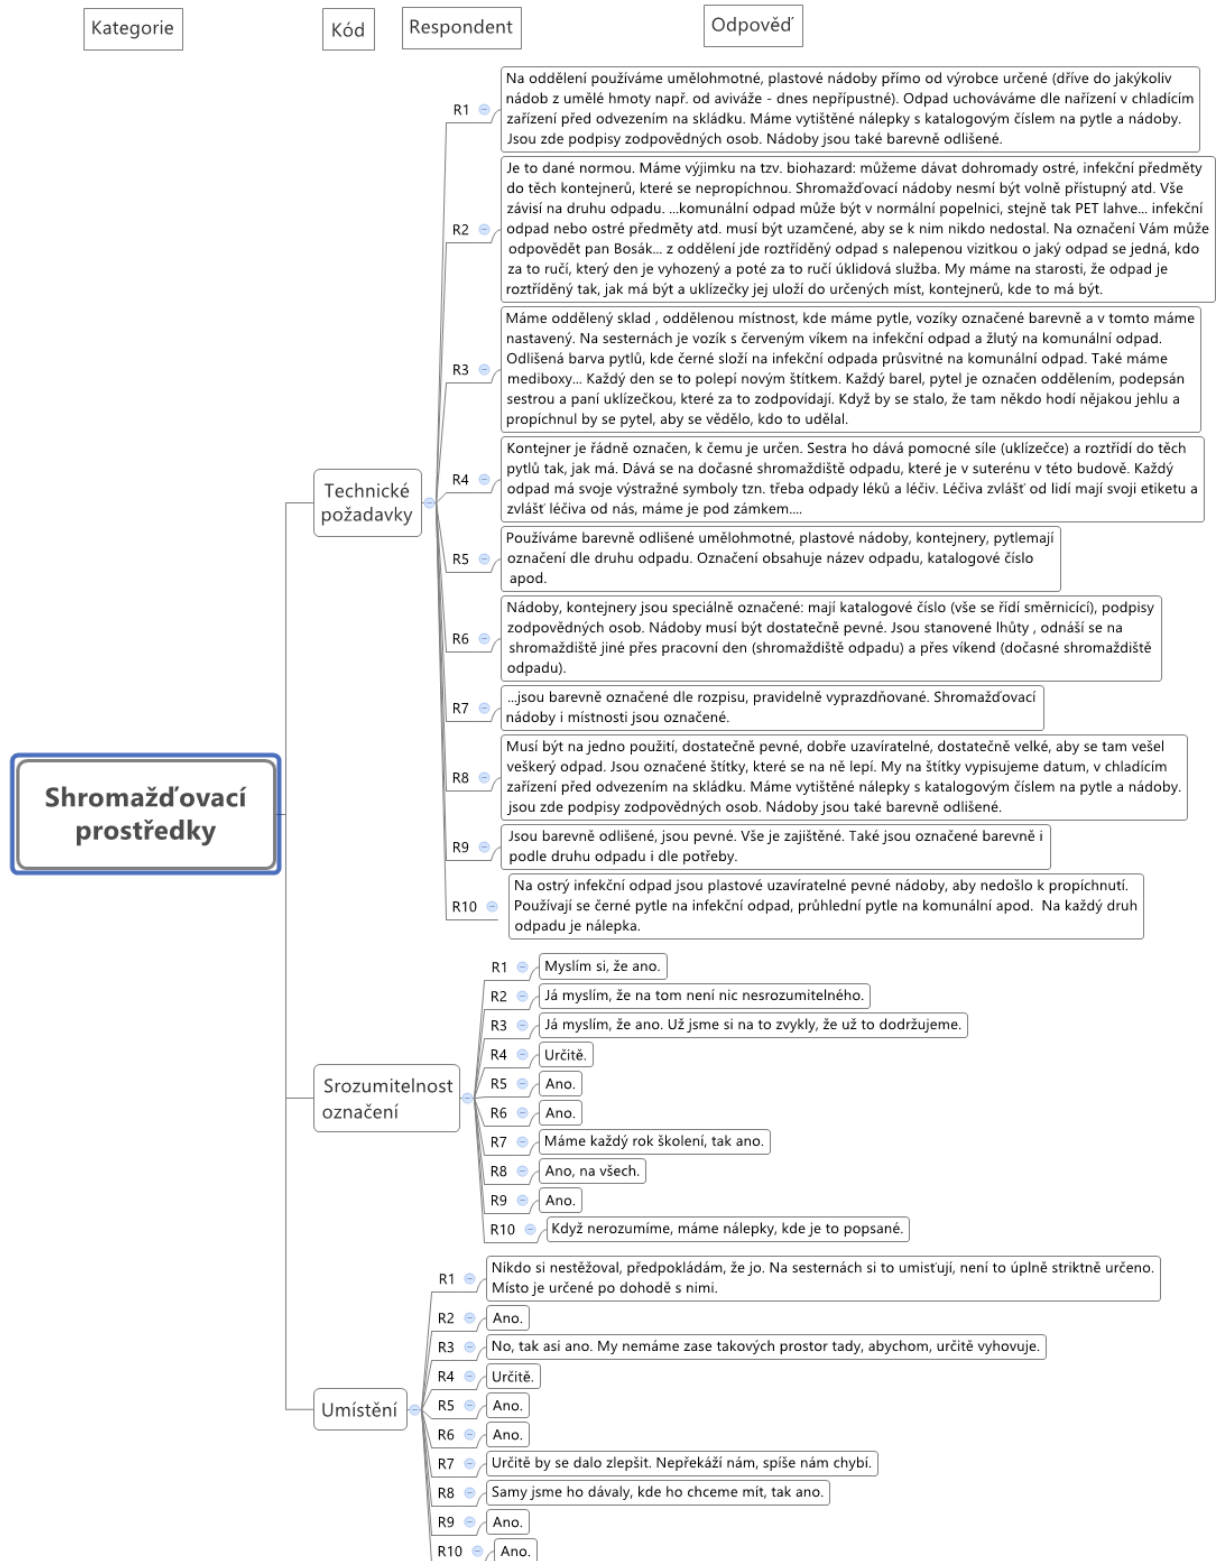 Kategorie
Kód
Respondent
Odpověď
Shromažďovací
prostředky
Technické
požadavky
R1
Na oddělení používáme umělohmotné, plastové nádoby přímo od výrobce určené (dříve do jakýkoliv
nádob z umělé hmoty např. od aviváže - dnes nepřípustné). Odpad uchováváme dle nařízení v chladícím
zařízení před odvezením na skládku. Máme vytištěné nálepky s katalogovým číslem na pytle a nádoby.
Jsou zde podpisy zodpovědných osob. Nádoby jsou také barevně odlišené.
R2
Je to dané normou. Máme výjimku na tzv. biohazard: můžeme dávat dohromady ostré, infekční předměty
do těch kontejnerů, které se nepropíchnou. Shromažďovací nádoby nesmí být volně přístupný atd. Vše
závisí na druhu odpadu. ...komunální odpad může být v normální popelnici, stejně tak PET lahve... infekční
odpad nebo ostré předměty atd. musí být uzamčené, aby se k nim nikdo nedostal. Na označení Vám může
odpovědět pan Bosák... z oddělení jde roztříděný odpad s nalepenou vizitkou o jaký odpad se jedná, kdo
za to ručí, který den je vyhozený a poté za to ručí úklidová služba. My máme na starosti, že odpad je
roztříděný tak, jak má být a uklízečky jej uloží do určených míst, kontejnerů, kde to má být.
R3
Máme oddělený sklad , oddělenou místnost, kde máme pytle, vozíky označené barevně a v tomto máme
nastavený. Na sesternách je vozík s červeným víkem na infekční odpad a žlutý na komunální odpad.
Odlišená barva pytlů, kde černé složí na infekční odpada průsvitné na komunální odpad. Také máme
mediboxy... Každý den se to polepí novým štítkem. Každý barel, pytel je označen oddělením, podepsán
sestrou a paní uklízečkou, které za to zodpovídají. Když by se stalo, že tam někdo hodí nějakou jehlu a
propíchnul by se pytel, aby se vědělo, kdo to udělal.
R4
Kontejner je řádně označen, k čemu je určen. Sestra ho dává pomocné síle (uklízečce) a roztřídí do těch
pytlů tak, jak má. Dává se na dočasné shromaždiště odpadu, které je v suterénu v této budově. Každý
odpad má svoje výstražné symboly tzn. třeba odpady léků a léčiv. Léčiva zvlášť od lidí mají svoji etiketu a
zvlášť léčiva od nás, máme je pod zámkem....
R5
Používáme barevně odlišené umělohmotné, plastové nádoby, kontejnery, pytlemají
označení dle druhu odpadu. Označení obsahuje název odpadu, katalogové číslo
apod.
R6
Nádoby, kontejnery jsou speciálně označené: mají katalogové číslo (vše se řídí směrnicící), podpisy
zodpovědných osob. Nádoby musí být dostatečně pevné. Jsou stanovené lhůty , odnáší se na
shromaždiště jiné přes pracovní den (shromaždiště odpadu) a přes víkend (dočasné shromaždiště
odpadu).
R7
...jsou barevně označené dle rozpisu, pravidelně vyprazdňované. Shromažďovací
nádoby i místnosti jsou označené.
R8
Musí být na jedno použití, dostatečně pevné, dobře uzavíratelné, dostatečně velké, aby se tam vešel
veškerý odpad. Jsou označené štítky, které se na ně lepí. My na štítky vypisujeme datum, v chladícím
zařízení před odvezením na skládku. Máme vytištěné nálepky s katalogovým číslem na pytle a nádoby.
jsou zde podpisy zodpovědných osob. Nádoby jsou také barevně odlišené.
R9
Jsou barevně odlišené, jsou pevné. Vše je zajištěné. Také jsou označené barevně i
podle druhu odpadu i dle potřeby.
R10
Na ostrý infekční odpad jsou plastové uzavíratelné pevné nádoby, aby nedošlo k propíchnutí.
Používají se černé pytle na infekční odpad, průhlední pytle na komunální apod. Na každý druh
odpadu je nálepka.
Srozumitelnost
označení
R1
Myslím si, že ano.
R2
Já myslím, že na tom není nic nesrozumitelného.
R3
Já myslím, že ano. Už jsme si na to zvykly, že už to dodržujeme.
R4
Určitě.
R5
Ano.
R6
Ano.
R7
Máme každý rok školení, tak ano.
R8
Ano, na všech.
R9
Ano.
R10
Když nerozumíme, máme nálepky, kde je to popsané.
Umístění
R1
Nikdo si nestěžoval, předpokládám, že jo. Na sesternách si to umisťují, není to úplně striktně určeno.
Místo je určené po dohodě s nimi.
R2
Ano.
R3
No, tak asi ano. My nemáme zase takových prostor tady, abychom, určitě vyhovuje.
R4
Určitě.
R5
Ano.
R6
Ano.
R7
Určitě by se dalo zlepšit. Nepřekáží nám, spíše nám chybí.
R8
Samy jsme ho dávaly, kde ho chceme mít, tak ano.
R9
Ano.
R10
Ano.